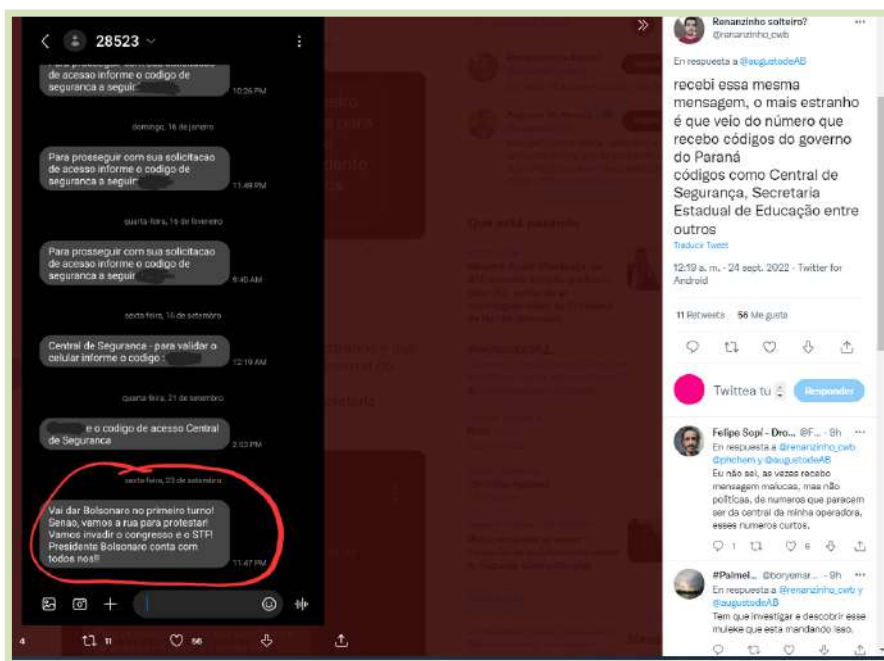 28523
de acesso informe o codigo de
seguranca a seguir:
10:26 PM
domingo, 16 de janeiro
Para prosseguir com sua solicitacao
de acesso informe o codigo de
seguranca a seguir:
11:49 PM
quarta-feira, 16 de fevereiro
Para prosseguir com sua solicitacao
de acesso informe o codigo de
seguranca a seguir
9:40 AM
sexta-feira, 16 de setembro
Central de Seguranca - para validar o
celular informe o codigo :
12:19 AM
quarta-feira, 21 de setembro
e o codigo de acesso Central
de Seguranca
2:03 PM
sexta-feira, 23 de setembro
Vai dar Bolsonaro no primeiro turno!
Senao, vamos a rua para protestar!
Vamos invadir o congresso e o STF!
Presidente Bolsonaro conta com
todos nos!!
11:47 PM
4
11
56
Que está pasando
Renanzinho solteiro?
@renanzinho_cwb
En respuesta a @augustodeAB
recebi essa mesma
mensagem, o mais estranho
é que veio do número que
recebo códigos do governo
do Paraná
códigos como Central de
Segurança, Secretaria
Estadual de Educação entre
outros
Traducir Tweet
12:19 a. m. · 24 sept. 2022 · Twitter for
Android
11 Retweets 56 Me gusta
Twittea tu
Responder
Felipe Sopí - Dro... @F... · 9h
En respuesta a @renanzinho_cwb
@phchem y @augustodeAB
Eu não sei, as vezes recebo
mensagem malucas, mas não
políticas, de numeros que parecem
ser da central da minha operadora,
esses numeros curtos.
1
6
#Palmei... @boryemar... · 9h
En respuesta a @renanzinho_cwb y
@augustodeAB
Tem que investigar e descobrir esse
muleke que esta mandando isso.